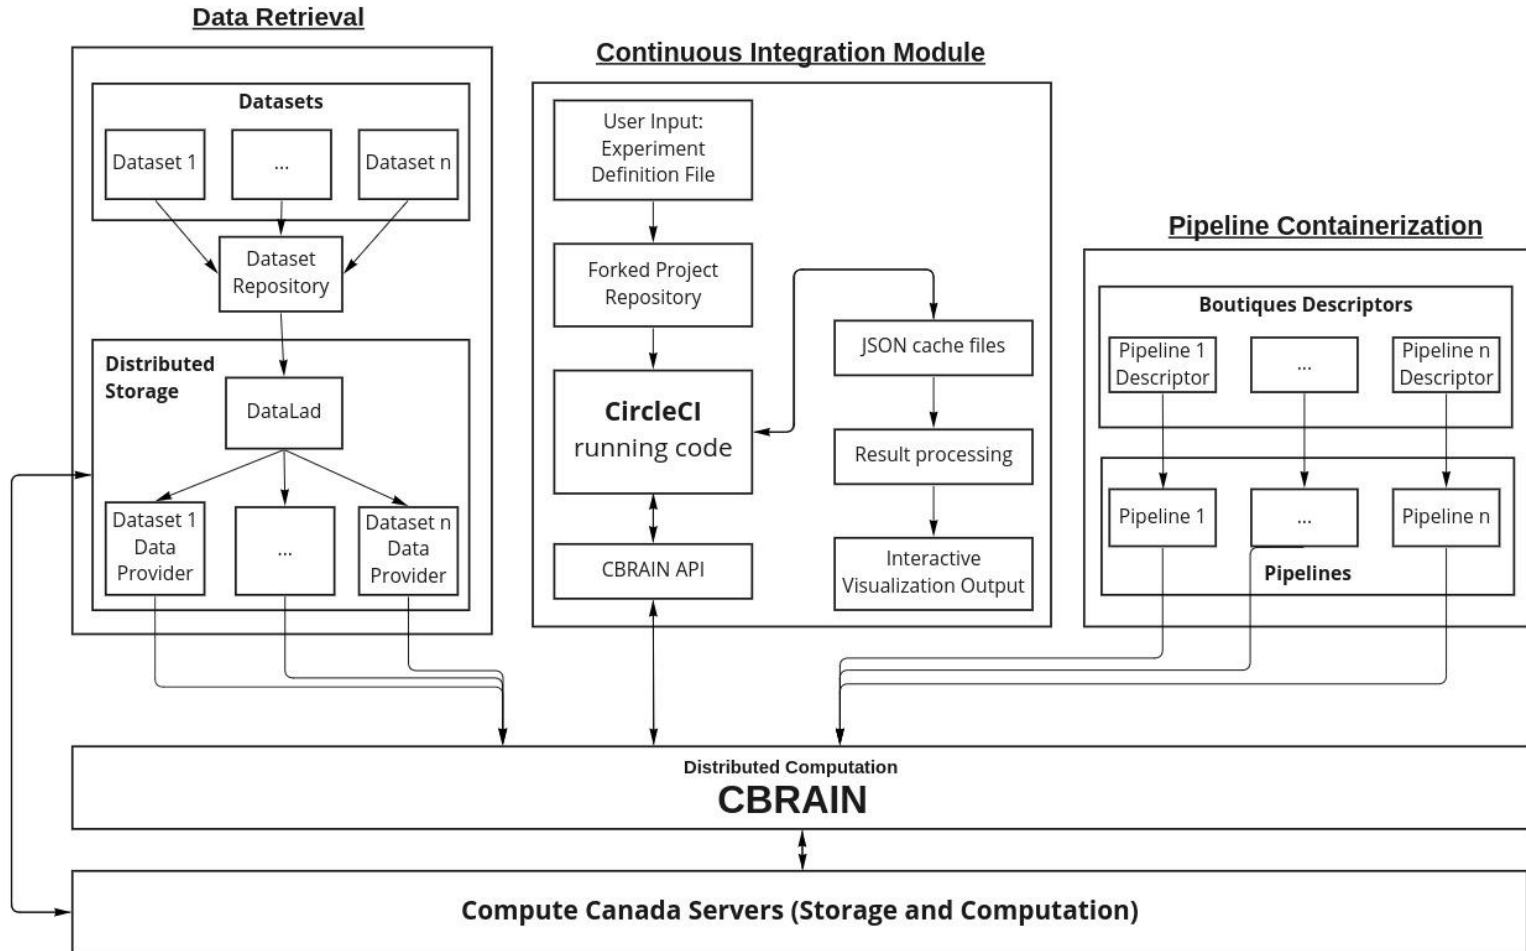 Data Retrieval
Datasets
Dataset 1
...
Dataset n
Dataset
Repository
Distributed
Storage
DataLad
Dataset 1
Data
Provider
...
Dataset n
Data
Provider
Continuous Integration Module
User Input:
Experiment
Definition File
Forked Project
Repository
CircleCI
running code
CBRAIN API
JSON cache files
Result processing
Interactive
Visualization Output
Pipeline Containerization
Boutiques Descriptors
Pipeline 1
Descriptor
...
Pipeline n
Descriptor
Pipeline 1
...
Pipeline n
Pipelines
Distributed Computation
CBRAIN
Compute Canada Servers (Storage and Computation)